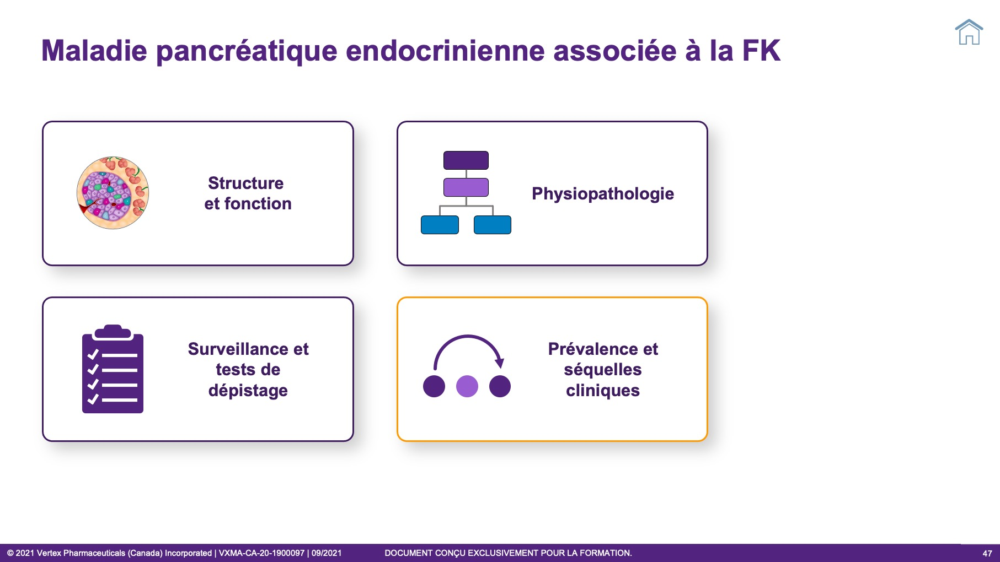 Maladie pancréatique endocrinienne associée à la FK
Structure
et fonction
Physiopathologie
Surveillance et
tests de
dépistage
Prévalence et
séquelles
cliniques
© 2021 Vertex Pharmaceuticals (Canada) Incorporated | VXMA-CA-20-1900097 | 09/2021
DOCUMENT CONÇU EXCLUSIVEMENT POUR LA FORMATION.
47